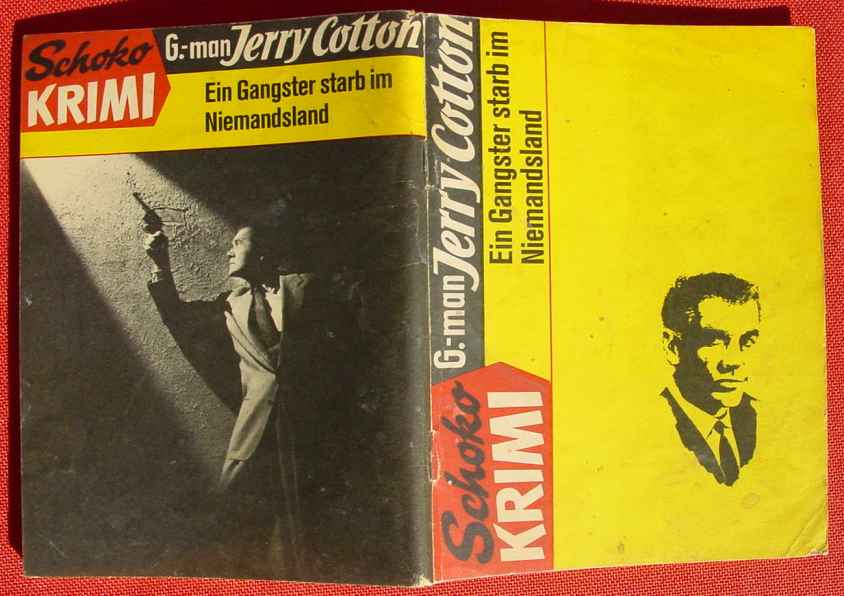 Schoko
KRIMI
G.-man Jerry Cotton
Ein Gangster starb im
Niemandsland
G.-man Jerry Cotton
Ein Gangster starb im
Niemandsland
Schoko
KRIMI